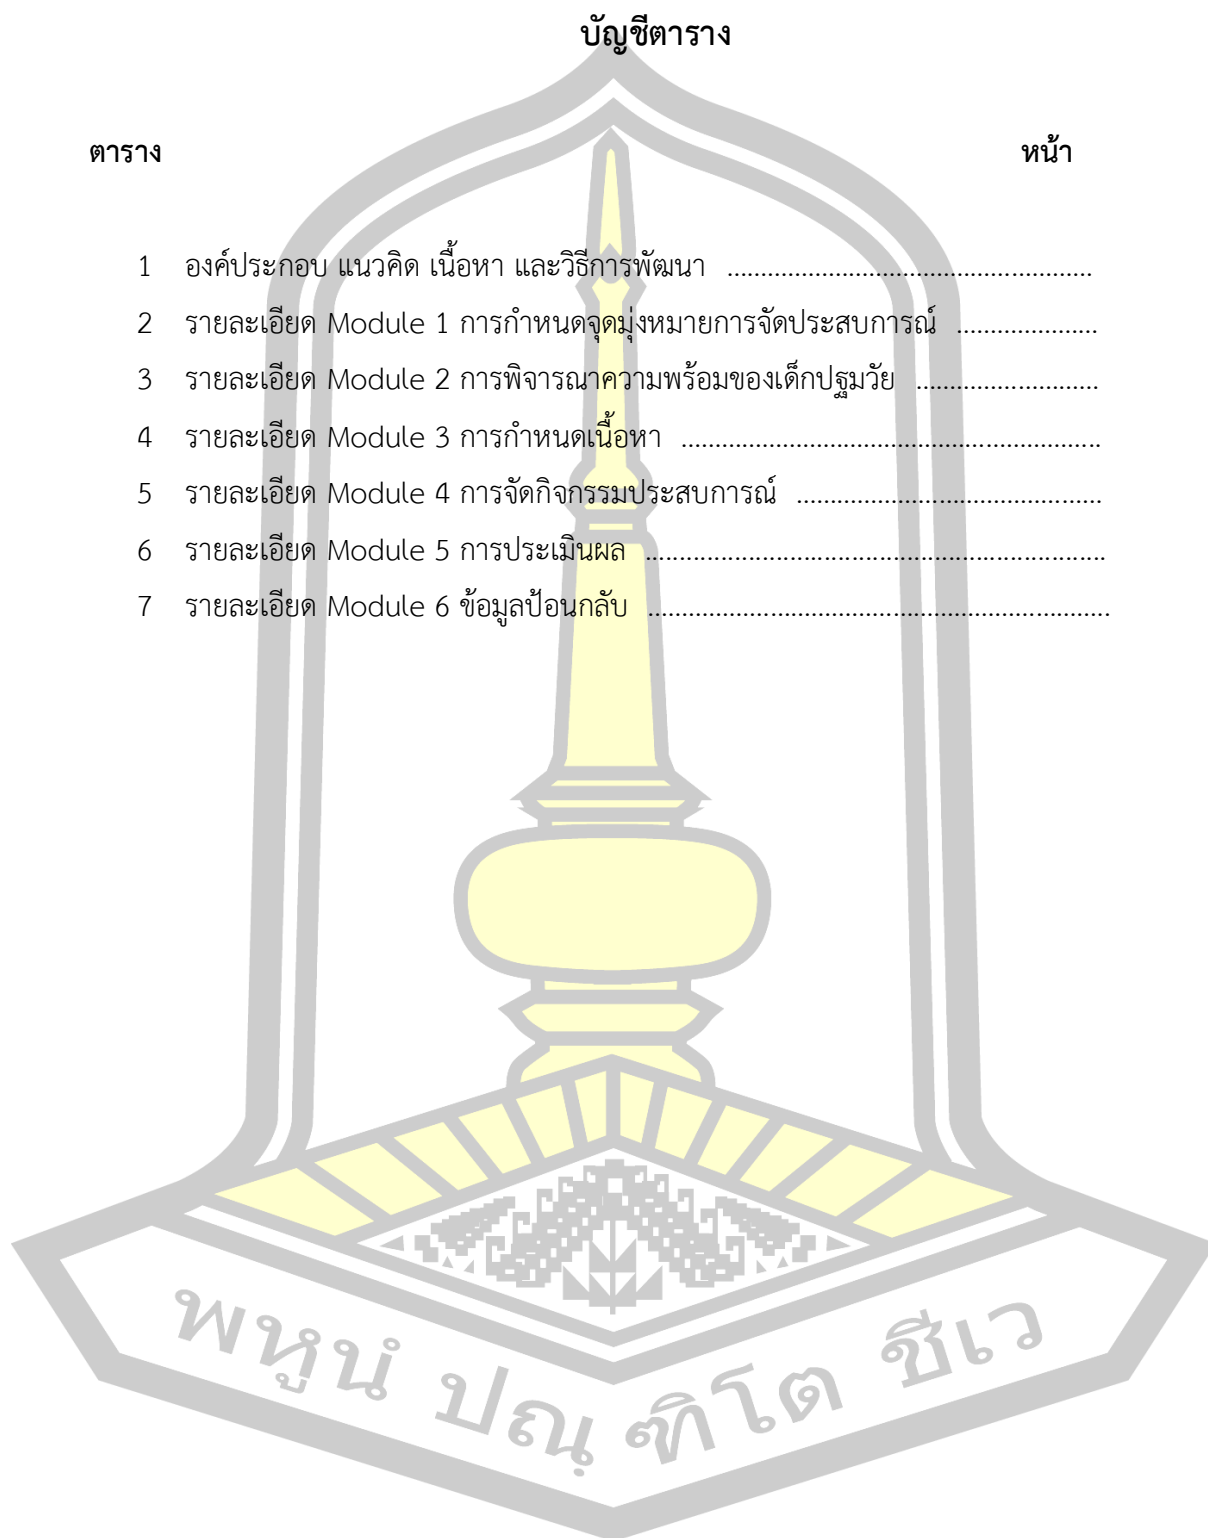 บัญชีตาราง
ตาราง หน้า
1 องค์ประกอบ แนวคิด เนื้อหา และวิธีการพัฒนา ......................................................
2 รายละเอียด Module 1 การกำหนดจุดมุ่งหมายการจัดประสบการณ์ .....................
3 รายละเอียด Module 2 การพิจารณาความพร้อมของเด็กปฐมวัย ...........................
4 รายละเอียด Module 3 การกำหนดเนื้อหา ..............................................................
5 รายละเอียด Module 4 การจัดกิจกรรมประสบการณ์ .............................................
6 รายละเอียด Module 5 การประเมินผล ....................................................................
7 รายละเอียด Module 6 ข้อมูลป้อนกลับ ....................................................................
พหูนํ ปณฺ ฑิโต ชีเว